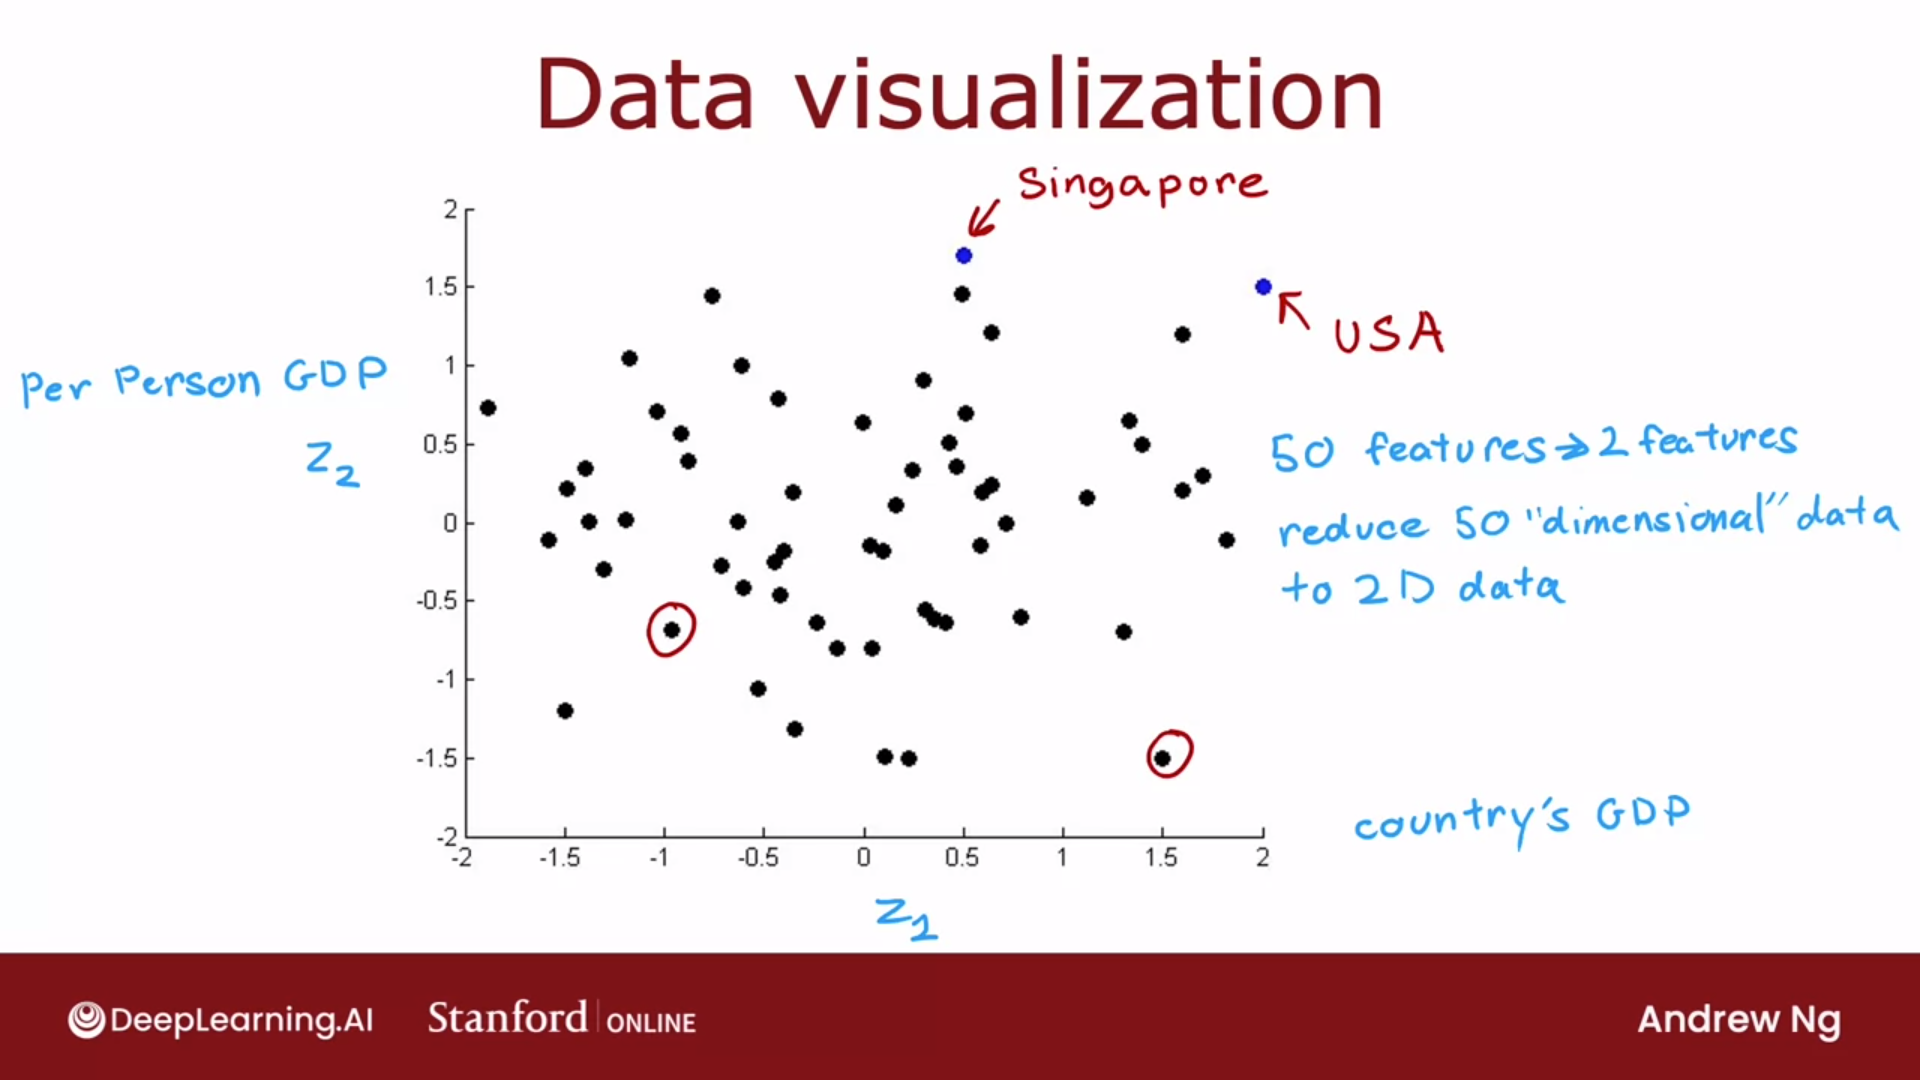 Data visualization
Singapore
USA
Per Person GDP
z2
2
1.5
1
0.5
0
-0.5
-1
-1.5
-2
-2 -1.5 -1 -0.5 0 0.5 1 1.5 2
z1
50 features → 2 features
reduce 50 "dimensional" data
to 2D data
country's GDP
DeepLearning.AI Stanford | ONLINE
Andrew Ng